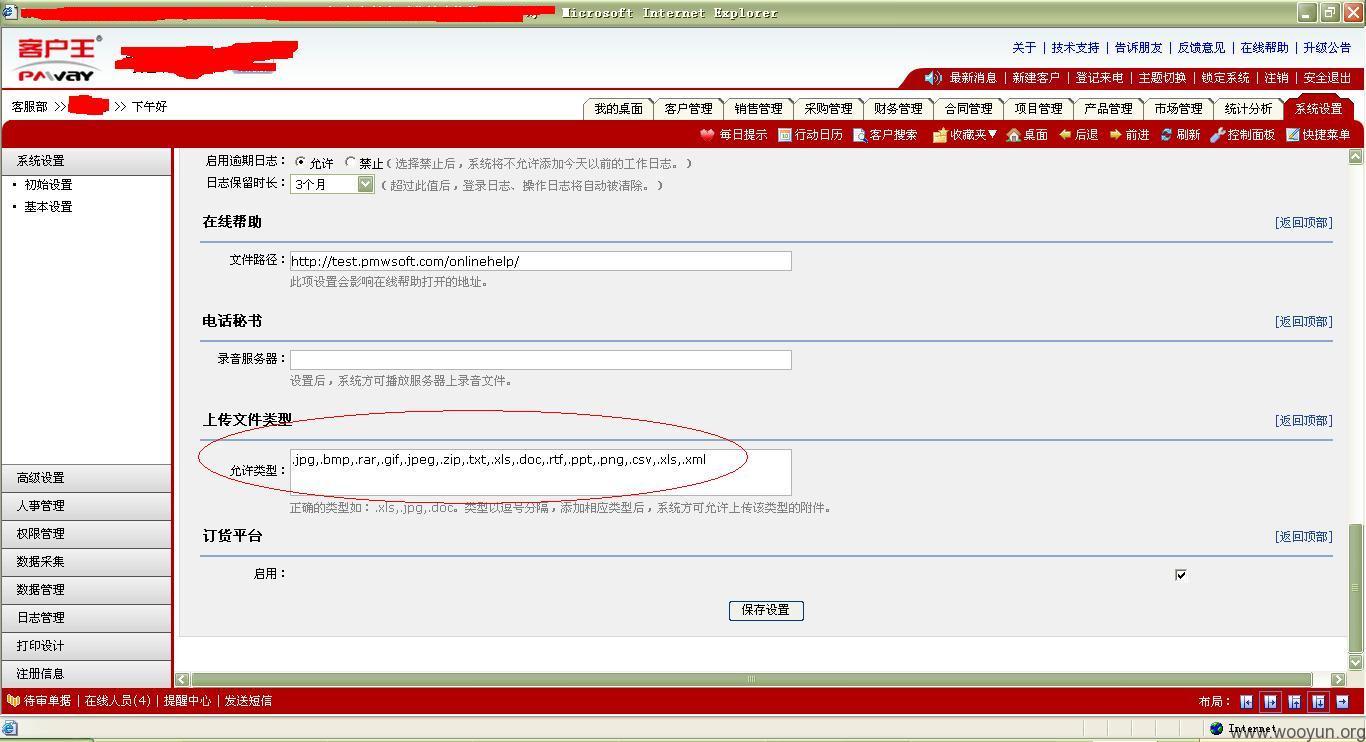 Microsoft Internet Explorer
客户王®
PMWAY
关于 | 技术支持 | 告诉朋友 | 反馈意见 | 在线帮助 | 升级公告
最新消息 | 新建客户 | 登记来电 | 主题切换 | 锁定系统 | 注销 | 安全退出
客服部 >> >> 下午好
我的桌面 客户管理 销售管理 采购管理 财务管理 合同管理 项目管理 产品管理 市场管理 统计分析 系统设置
每日提示 行动日历 客户搜索 收藏夹▼ 桌面 后退 前进 刷新 控制面板 快捷菜单
系统设置
· 初始设置
· 基本设置
高级设置
人事管理
权限管理
数据采集
数据管理
日志管理
打印设计
注册信息
启用逾期日志： 允许 禁止（选择禁止后，系统将不允许添加今天以前的工作日志。）
日志保留时长： 3个月 （超过此值后，登录日志、操作日志将自动被清除。）
在线帮助 [返回顶部]
文件路径： http://test.pmwsoft.com/onlinehelp/
此项设置会影响在线帮助打开的地址。
电话秘书 [返回顶部]
录音服务器：
设置后，系统方可播放服务器上录音文件。
上传文件类型 [返回顶部]
允许类型： .jpg,.bmp,.rar,.gif,.jpeg,.zip,.txt,.xls,.doc,.rtf,.ppt,.png,.csv,.xls,.xml
正确的类型如：.xls,.jpg,.doc。类型以逗号分隔，添加相应类型后，系统方可允许上传该类型的附件。
订货平台 [返回顶部]
启用：
保存设置
待审单据 | 在线人员(4) | 提醒中心 | 发送短信
布局：
Internet
www.wooyun.org